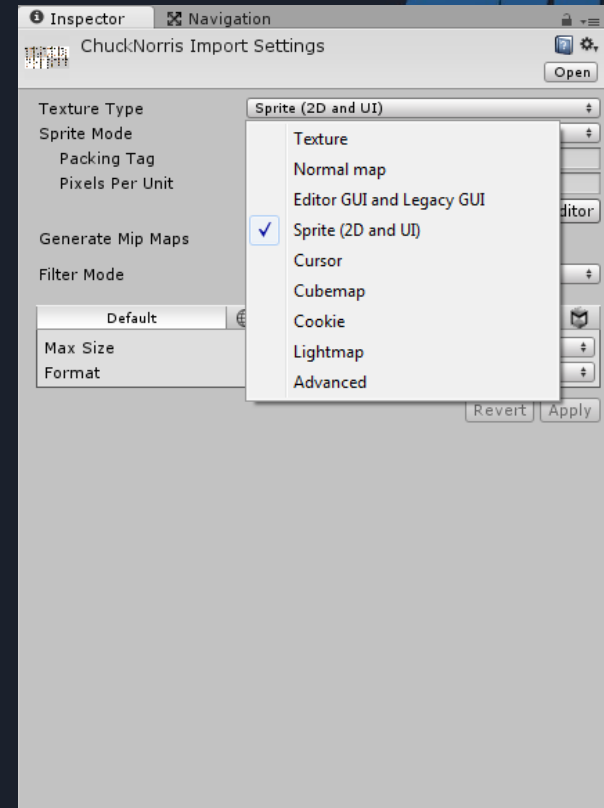 Inspector Navigation
ChuckNorris Import Settings
Open
Texture Type Sprite (2D and UI)
Sprite Mode
Packing Tag
Pixels Per Unit
ditor
Generate Mip Maps
Filter Mode
Texture
Normal map
Editor GUI and Legacy GUI
Sprite (2D and UI)
Cursor
Cubemap
Cookie
Lightmap
Advanced
Default
Max Size
Format
Revert Apply